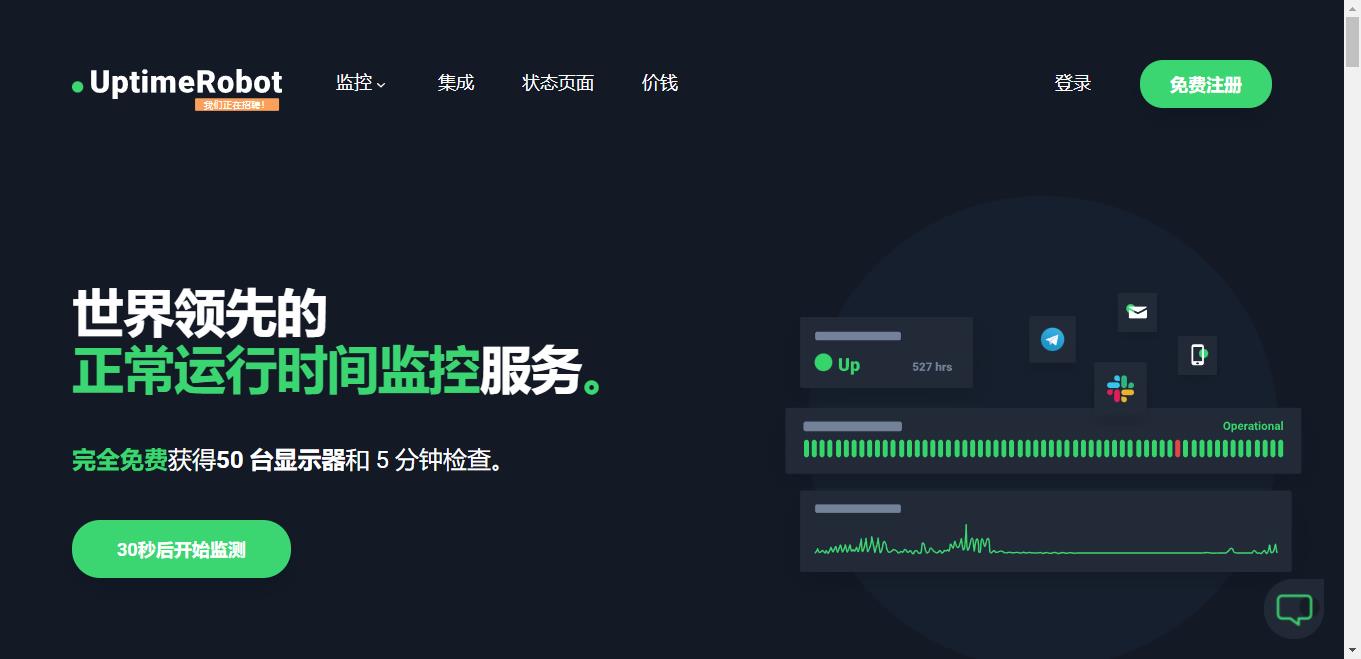 UptimeRobot
我们正在招聘！
监控
集成
状态页面
价钱
登录
免费注册
世界领先的
正常运行时间监控服务。
完全免费获得50 台显示器和 5 分钟检查。
30秒后开始监测
Up
527 hrs
Operational